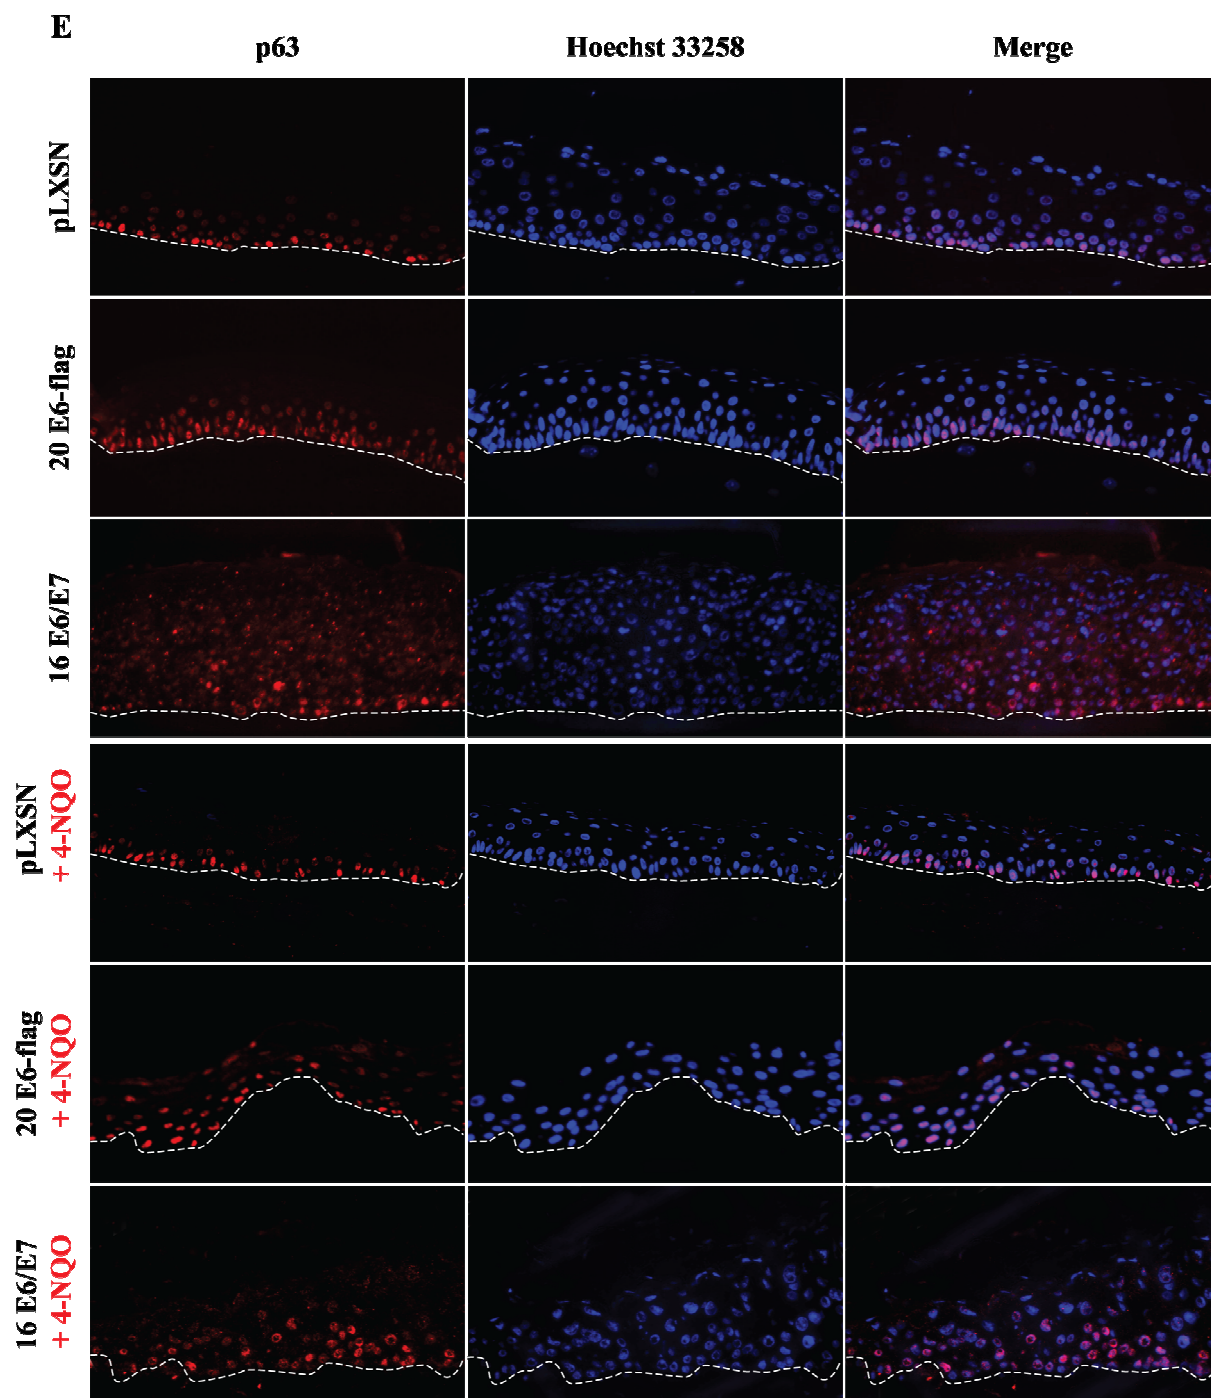 E
p63
Hoechst 33258
Merge
pLXSN
20 E6-flag
16 E6/E7
pLXSN
+ 4-NQO
20 E6-flag
+ 4-NQO
16 E6/E7
+ 4-NQO